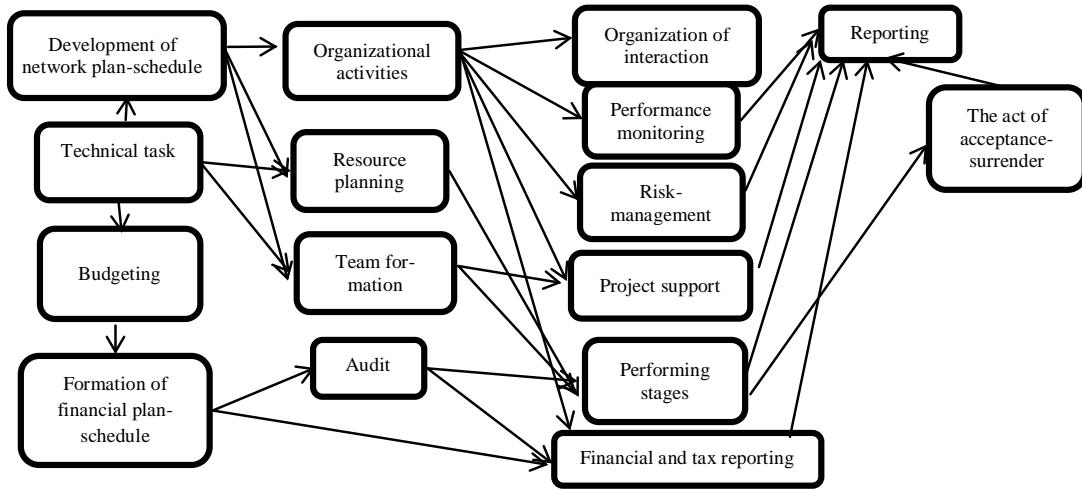 Development of
network plan-schedule
Technical task
Budgeting
Formation of
financial plan-
schedule
Organizational
activities
Resource
planning
Team for-
mation
Audit
Organization of
interaction
Performance
monitoring
Risk-
management
Project support
Performing
stages
Financial and tax reporting
Reporting
The act of
acceptance-
surrender